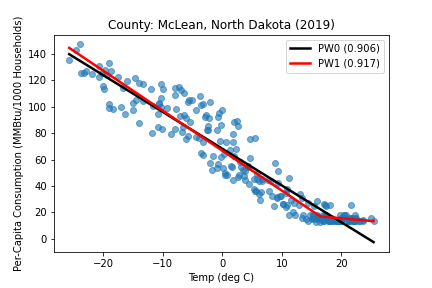 County: McLean, North Dakota (2019)
PW0 (0.906)
PW1 (0.917)
Per-Capita Consumption (MMBtu/1000 Households)
140
120
100
80
60
40
20
0
−20 −10 0 10 20
Temp (deg C)